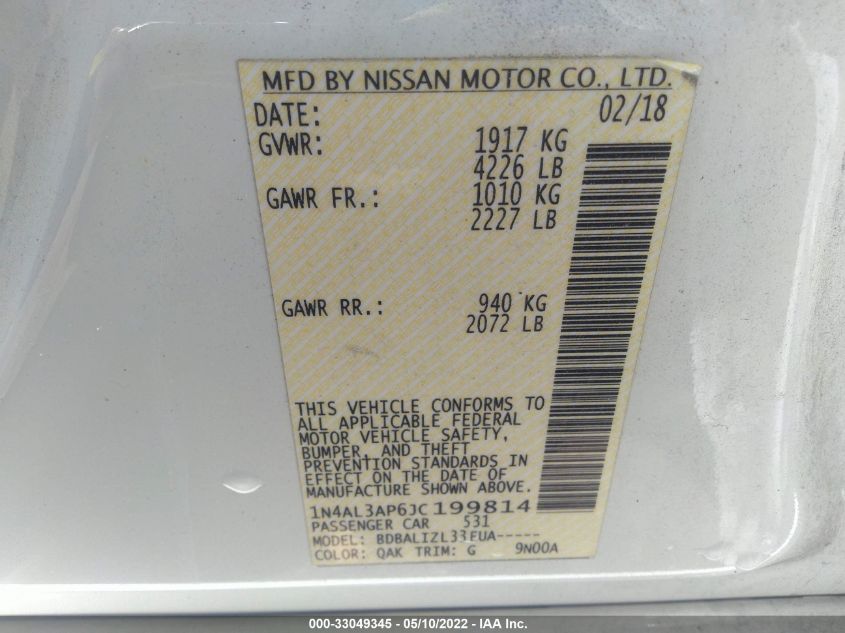 MFD BY NISSAN MOTOR CO., LTD.
DATE: 02/18
GVWR: 1917 KG
4226 LB
GAWR FR.: 1010 KG
2227 LB
GAWR RR.: 940 KG
2072 LB
THIS VEHICLE CONFORMS TO
ALL APPLICABLE FEDERAL
MOTOR VEHICLE SAFETY,
BUMPER, AND THEFT
PREVENTION STANDARDS IN
EFFECT ON THE DATE OF
MANUFACTURE SHOWN ABOVE.
1N4AL3AP6JC199814
PASSENGER CAR 531
MODEL: BDBALIZL33EUA-----
COLOR: QAK TRIM: G 9N00A
000-33049345 - 05/10/2022 - IAA Inc.